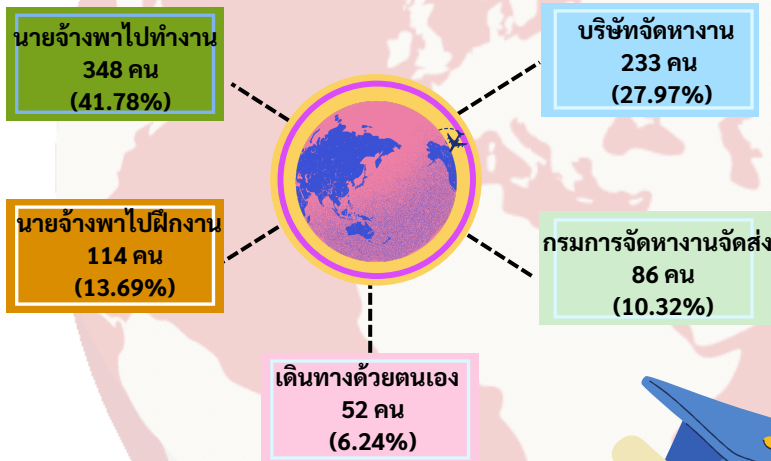 นายจ้างพาไปทำงาน
348 คน
(41.78%)
บริษัทจัดหางาน
233 คน
(27.97%)
นายจ้างพาไปฝึกงาน
114 คน
(13.69%)
กรมการจัดหางานจัดส่ง
86 คน
(10.32%)
เดินทางด้วยตนเอง
52 คน
(6.24%)